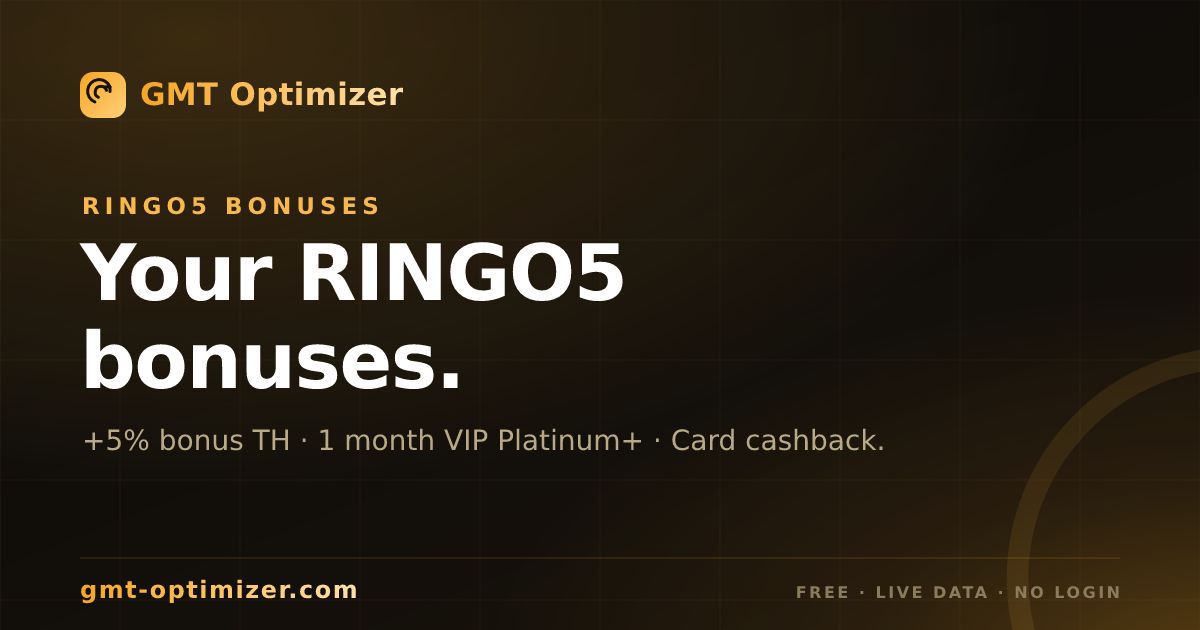 GMT Optimizer
RINGO5 BONUSES
Your RINGO5
bonuses.
+5% bonus TH · 1 month VIP Platinum+ · Card cashback.
gmt-optimizer.com
FREE · LIVE DATA · NO LOGIN